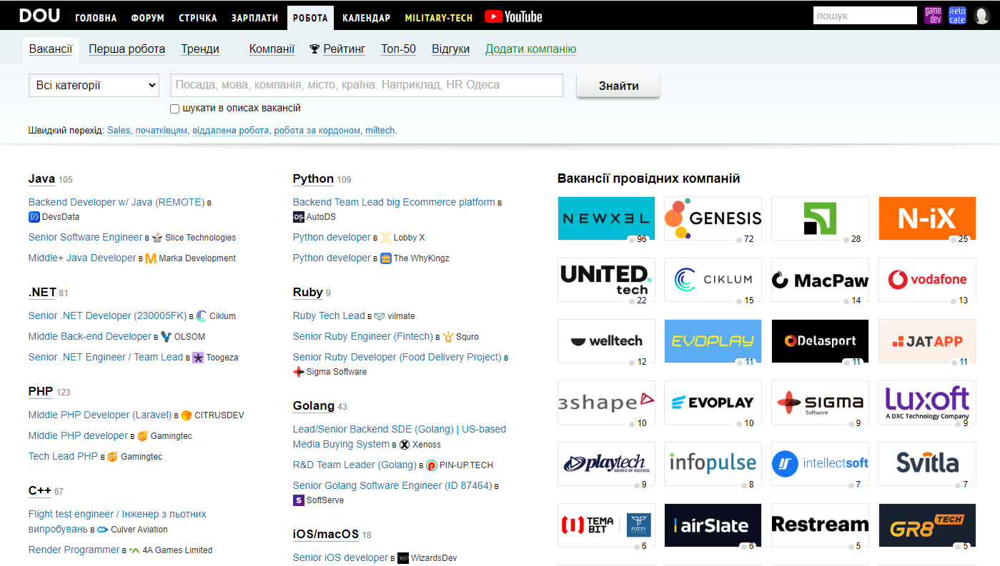 DOU ГОЛОВНА ФОРУМ СТРІЧКА ЗАРПЛАТИ РОБОТА КАЛЕНДАР MILITARY-TECH YouTube пошук game dev relo cate
Вакансії Перша робота Тренди Компанії Рейтинг Топ-50 Відгуки Додати компанію
Всі категорії Посада, мова, компанія, місто, країна. Наприклад, HR Одеса Знайти
шукати в описах вакансій
Швидкий перехід: Sales, початківцям, віддалена робота, робота за кордоном, miltech.
Java 105
Backend Developer w/ Java (REMOTE) в
DevsData
Senior Software Engineer в Slice Technologies
Middle+ Java Developer в Marka Development
.NET 81
Senior .NET Developer (230005FK) в Ciklum
Middle Back-end Developer в OLSOM
Senior .NET Engineer / Team Lead в Toogeza
PHP 123
Middle PHP Developer (Laravel) в CITRUSDEV
Middle PHP developer в Gamingtec
Tech Lead PHP в Gamingtec
C++ 67
Flight test engineer / Інженер з льотних
випробувань в Culver Aviation
Render Programmer в 4A Games Limited
Python 109
Backend Team Lead big Ecommerce platform в
DS AutoDS
Python developer в Lobby X
Python developer в The WhyKingz
Ruby 9
Ruby Tech Lead в vilmate
Senior Ruby Engineer (Fintech) в Squro
Senior Ruby Developer (Food Delivery Project) в
Sigma Software
Golang 43
Lead/Senior Backend SDE (Golang) | US-based
Media Buying System в Xenoss
R&D Team Leader (Golang) в PIN-UP.TECH
Senior Golang Software Engineer (ID 87464) в
S SoftServe
iOS/macOS 18
Senior iOS developer в WizardsDev
Вакансії провідних компаній
NEWXEL 96 GENESIS 72 28 N-iX 25
UNITED. tech 22 CIKLUM 15 MacPaw 14 vodafone 13
welltech 12 EVOPLAY 11 Delasport 11 JATAPP 11
3shape 10 EVOPLAY 10 SIGMA Software 9 Luxoft A DXC Technology Company 9
playtech SOURCE OF SUCCESS 9 infopulse 8 intellectsoft 7 Svitla 7
TEMA BIT FOZZY GROUP 6 airSlate 6 Restream 5 GR8 TECH 5